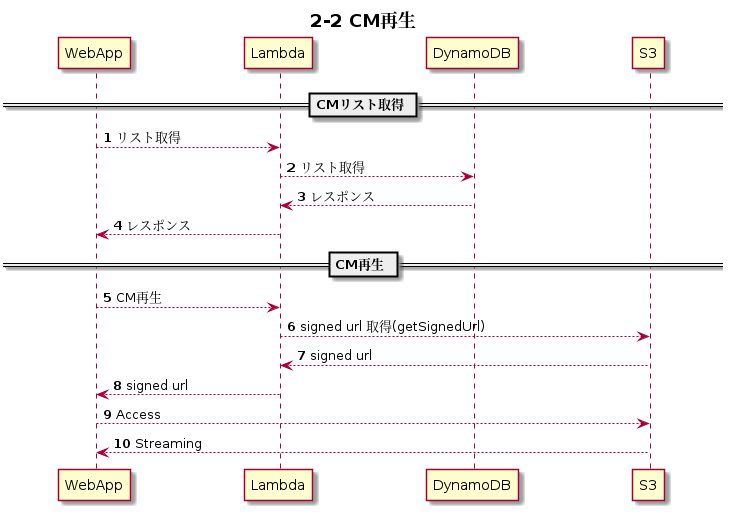 2-2 CM再生
WebApp
Lambda
DynamoDB
S3
CMリスト取得
1 リスト取得
2 リスト取得
3 レスポンス
4 レスポンス
CM再生
5 CM再生
6 signed url 取得(getSignedUrl)
7 signed url
8 signed url
9 Access
10 Streaming
WebApp
Lambda
DynamoDB
S3